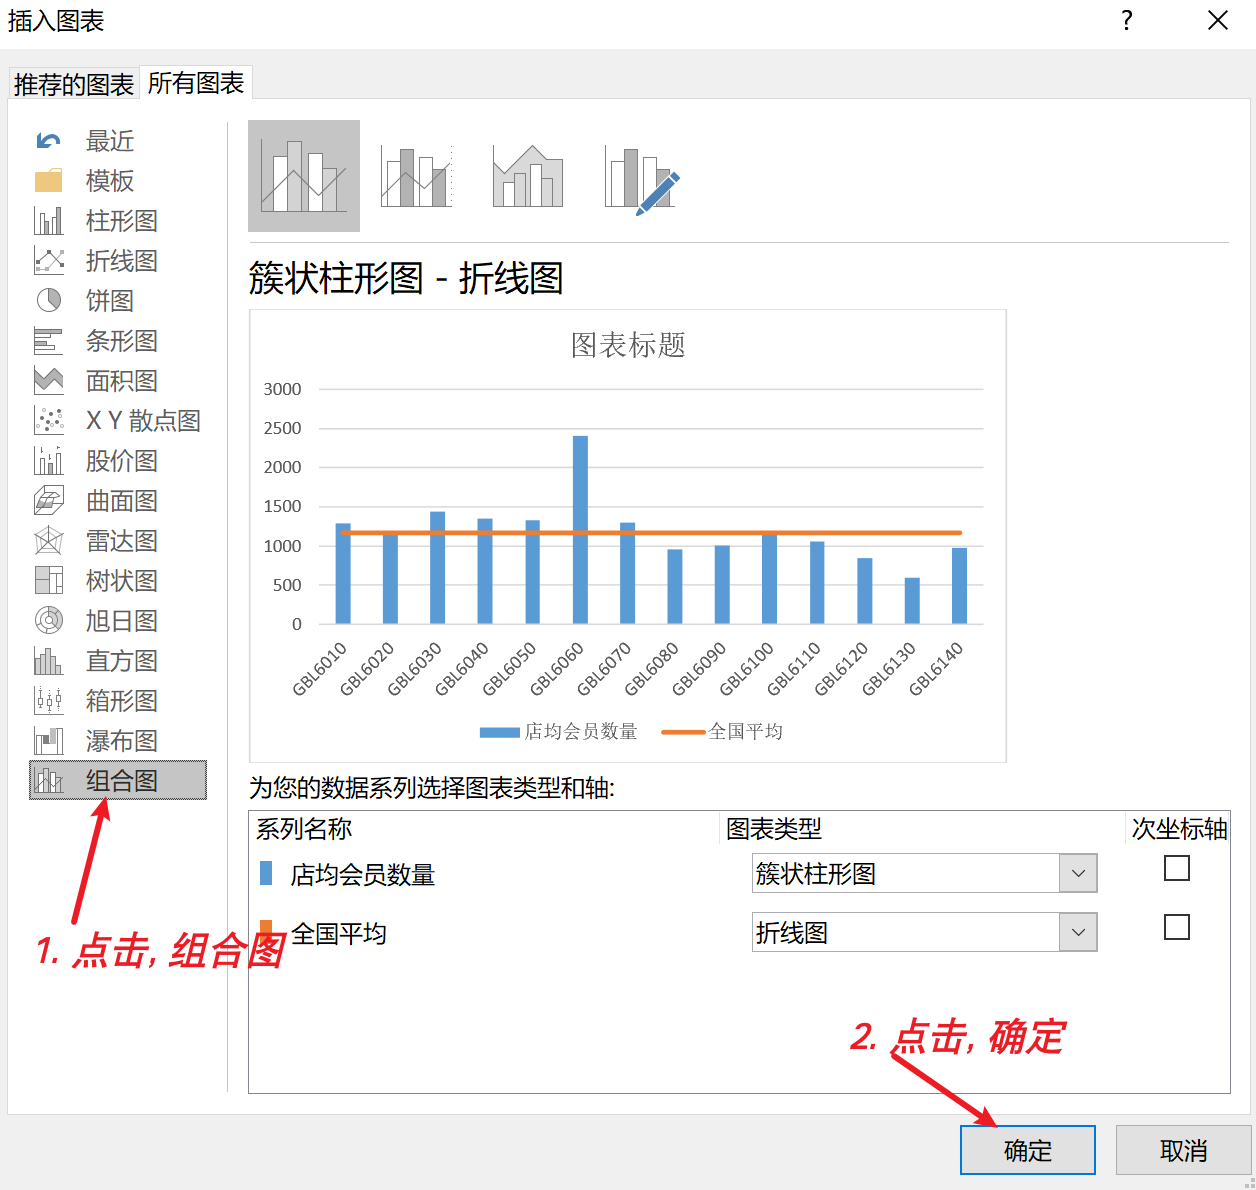 插入图表
?
推荐的图表
所有图表
最近
模板
柱形图
折线图
饼图
条形图
面积图
X Y 散点图
股价图
曲面图
雷达图
树状图
旭日图
直方图
箱形图
瀑布图
组合图
1. 点击, 组合图
簇状柱形图 - 折线图
图表标题
3000
2500
2000
1500
1000
500
0
GBL6010
GBL6020
GBL6030
GBL6040
GBL6050
GBL6060
GBL6070
GBL6080
GBL6090
GBL6100
GBL6110
GBL6120
GBL6130
GBL6140
店均会员数量 全国平均
为您的数据系列选择图表类型和轴:
系列名称 图表类型 次坐标轴
店均会员数量 簇状柱形图
全国平均 折线图
2. 点击, 确定
确定 取消